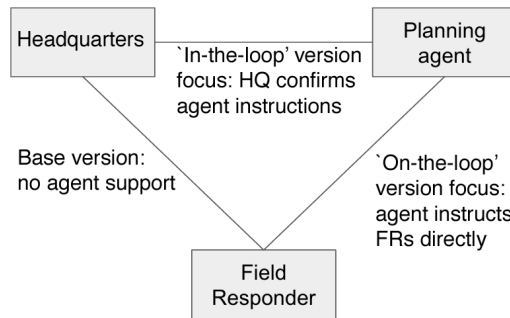 Headquarters
Planning
agent
`In-the-loop’ version
focus: HQ confirms
agent instructions
Base version:
no agent support
`On-the-loop’
version focus:
agent instructs
FRs directly
Field
Responder